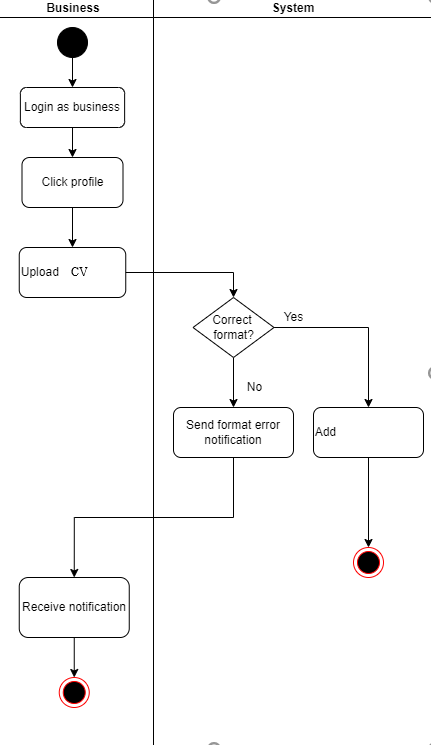 Business
System
Login as business
Click profile
Upload CV
Correct
format?
Yes
No
Send format error
notification
Add
Receive notification